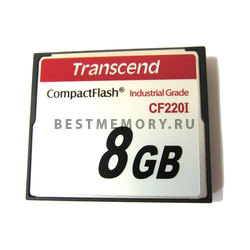 Transcend
CompactFlash® Industrial Grade
CF220I
BESTMEMORY.RU
8GB